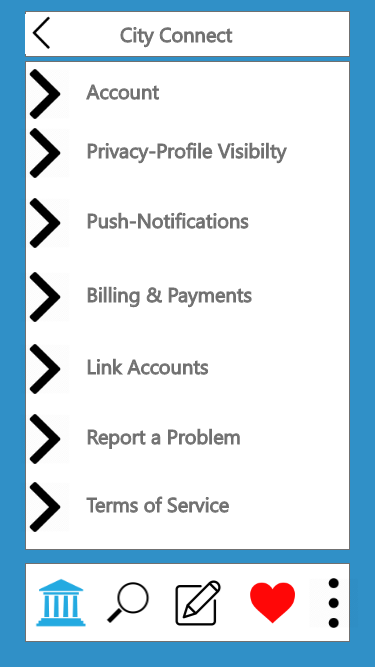 City Connect
Account
Privacy-Profile Visibilty
Push-Notifications
Billing & Payments
Link Accounts
Report a Problem
Terms of Service